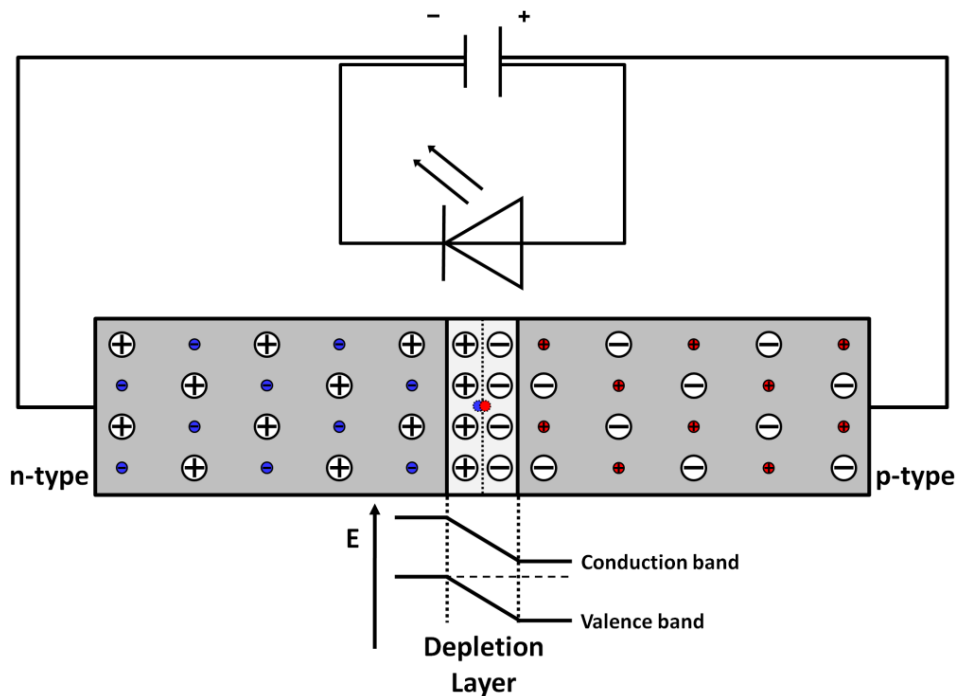 − +
n-type
p-type
E
Conduction band
Valence band
Depletion
Layer